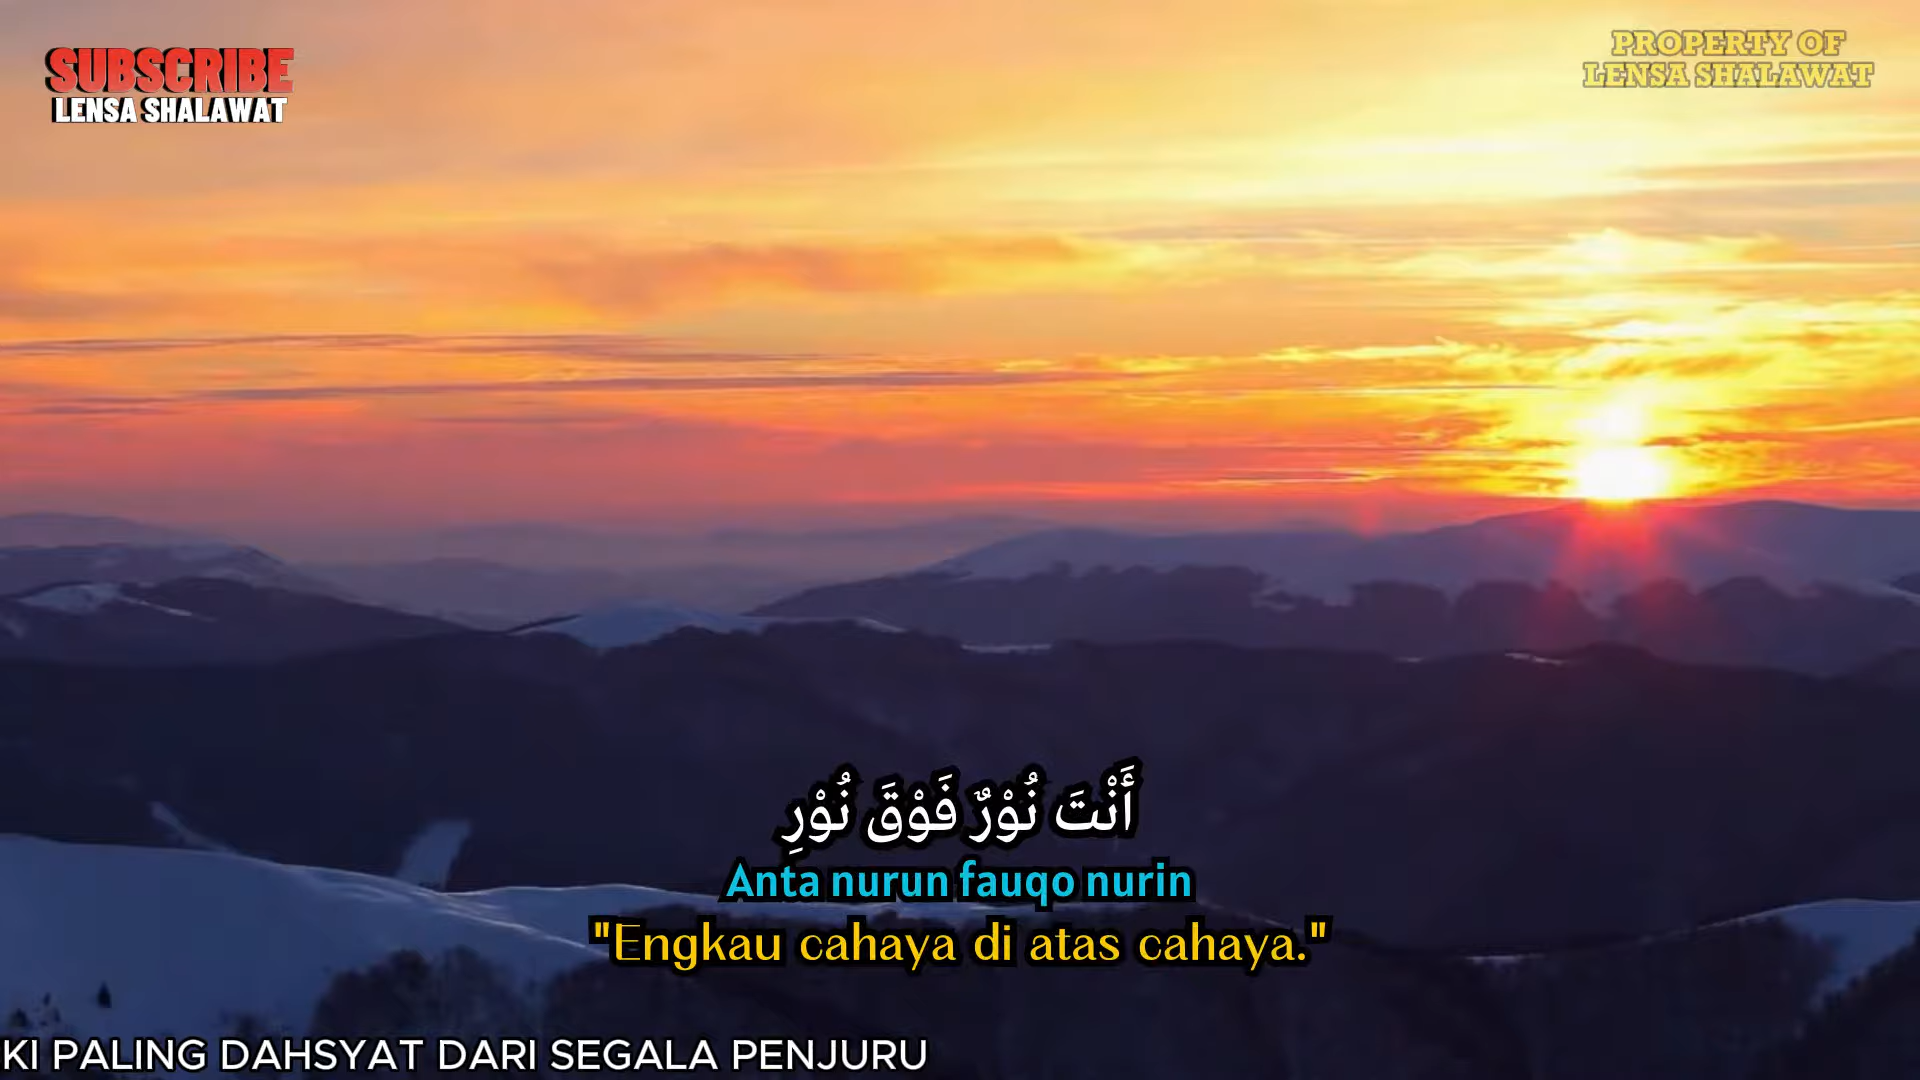 SUBSCRIBE
LENSA SHALAWAT
PROPERTY OF
LENSA SHALAWAT
أَنْتَ نُوْرٌ فَوْقَ نُوْرِ
Anta nurun fauqo nurin
"Engkau cahaya di atas cahaya."
KI PALING DAHSYAT DARI SEGALA PENJURU